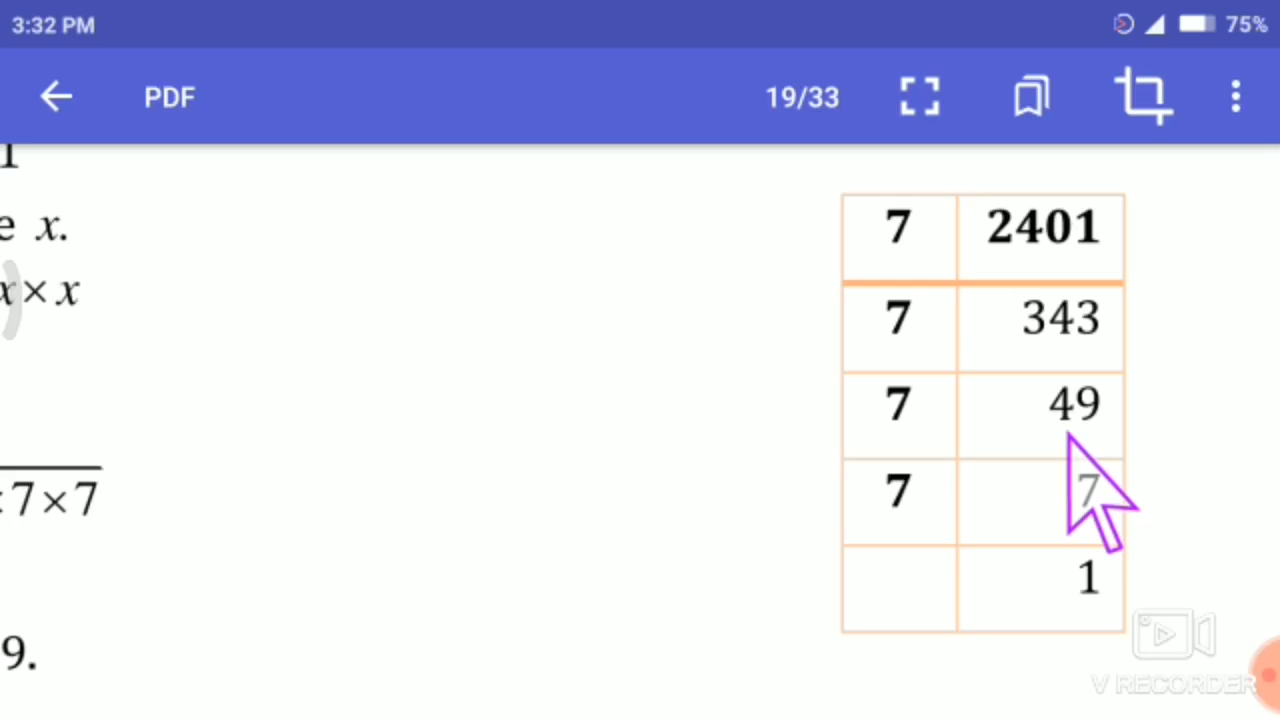 3:32 PM
75%
PDF
19/33
1
e x.
x × x
×7×7
9.
7 2401
7 343
7 49
7 7
1
V RECORDER